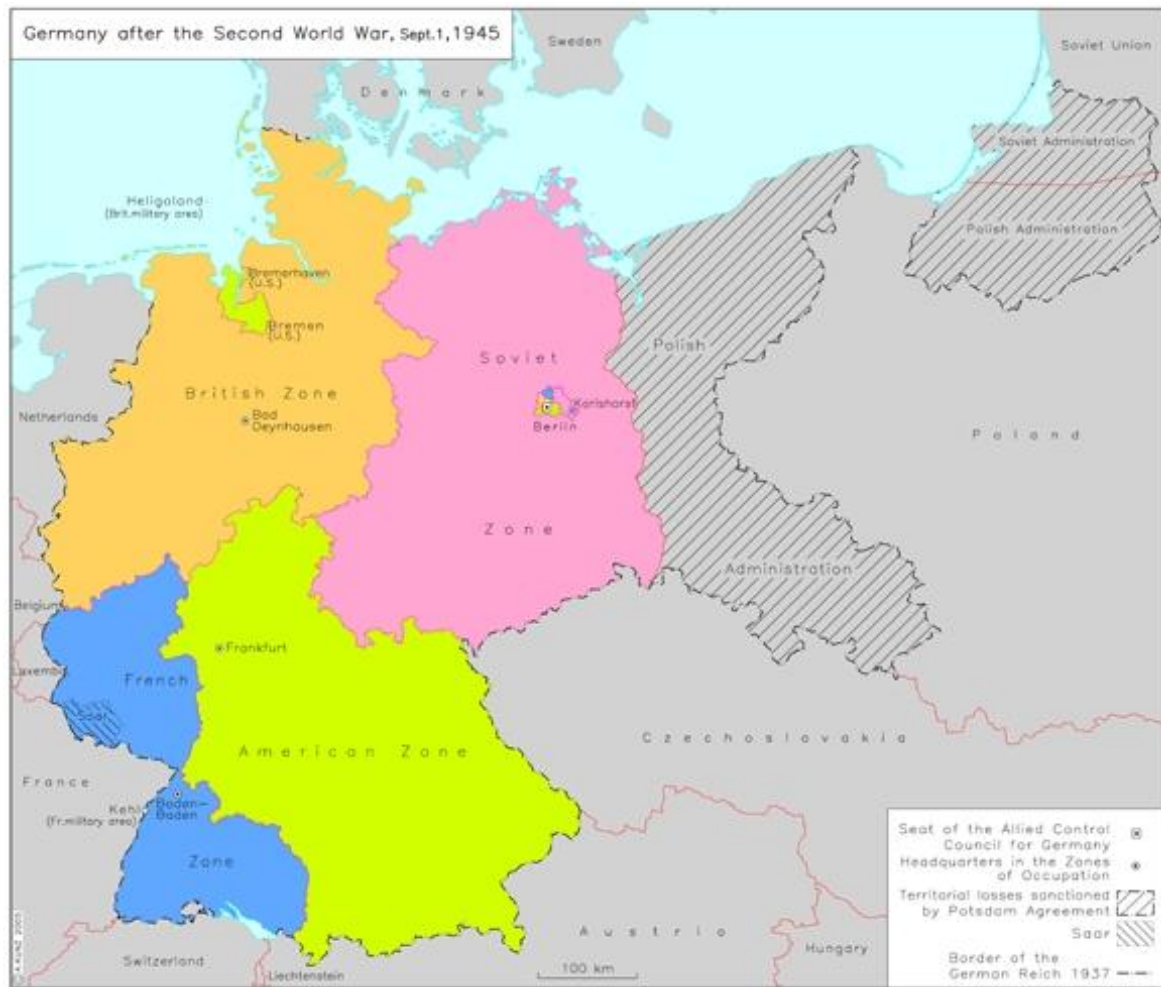 Germany after the Second World War, Sept. 1, 1945
Sweden
Soviet Union
Denmark
Soviet Administration
Heligoland
(Brit. military area)
Polish Administration
Bremerhaven
(U.S.)
Bremen
(U.S.)
Polish
Soviet
British Zone
Karlshorst
Netherlands
Bad
Oeynhausen
Berlin
Poland
Zone
Administration
Belgium
Frankfurt
Luxembg.
French
Saar
American Zone
Czechoslovakia
France
Kehl
(Fr. military area)
Baden-
Baden
Zone
Austria
Hungary
Switzerland
Liechtenstein
100 km
Seat of the Allied Control
Council for Germany
Headquarters in the Zones
of Occupation
Territorial losses sanctioned
by Potsdam Agreement
Saar
Border of the
German Reich 1937
© A. KUNZ 2005